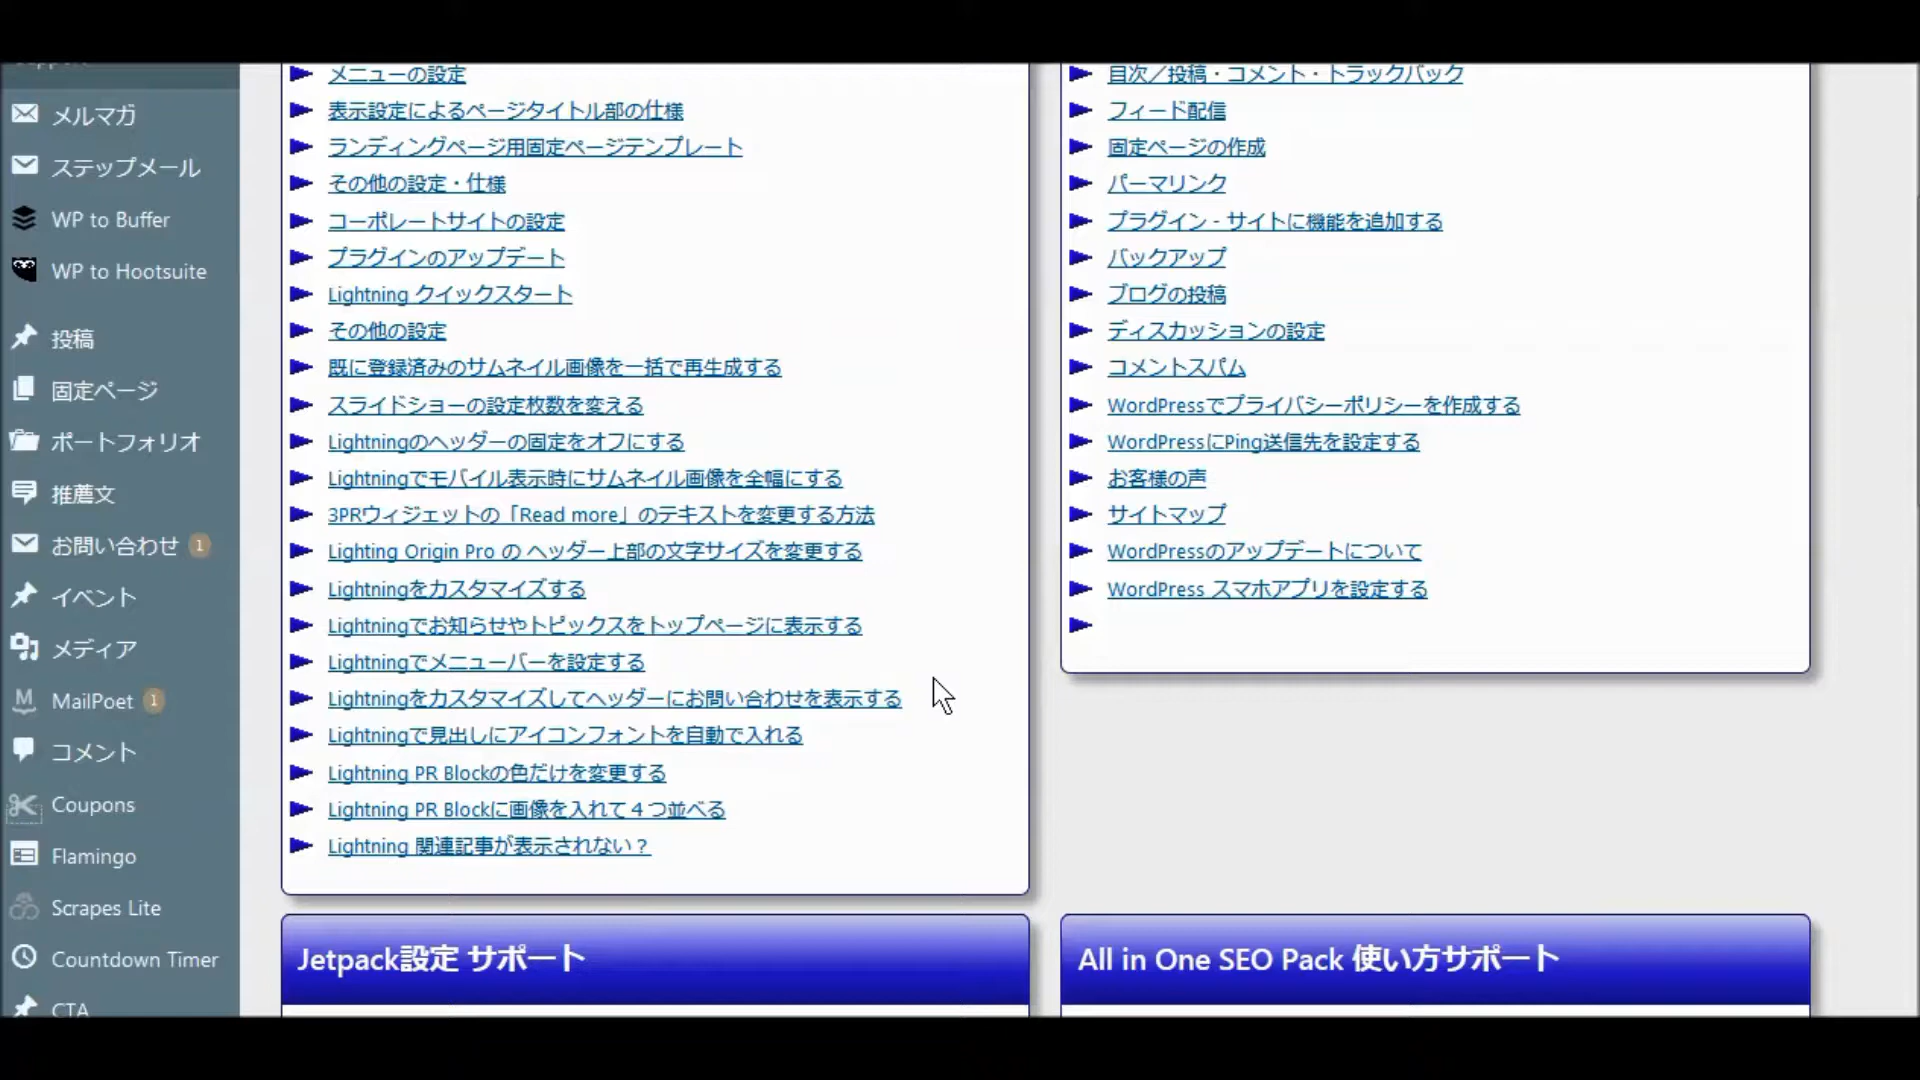 メルマガ
ステップメール
WP to Buffer
WP to Hootsuite
投稿
固定ページ
ポートフォリオ
推薦文
お問い合わせ 1
イベント
メディア
MailPoet 1
コメント
Coupons
Flamingo
Scrapes Lite
Countdown Timer
CTA
メニューの設定
表示設定によるページタイトル部の仕様
ランディングページ用固定ページテンプレート
その他の設定・仕様
コーポレートサイトの設定
プラグインのアップデート
Lightning クイックスタート
その他の設定
既に登録済みのサムネイル画像を一括で再生成する
スライドショーの設定枚数を変える
Lightningのヘッダーの固定をオフにする
Lightningでモバイル表示時にサムネイル画像を全幅にする
3PRウィジェットの「Read more」のテキストを変更する方法
Lighting Origin Pro の ヘッダー上部の文字サイズを変更する
Lightningをカスタマイズする
Lightningでお知らせやトピックスをトップページに表示する
Lightningでメニューバーを設定する
Lightningをカスタマイズしてヘッダーにお問い合わせを表示する
Lightningで見出しにアイコンフォントを自動で入れる
Lightning PR Blockの色だけを変更する
Lightning PR Blockに画像を入れて４つ並べる
Lightning 関連記事が表示されない？
目次／投稿・コメント・トラックバック
フィード配信
固定ページの作成
パーマリンク
プラグイン - サイトに機能を追加する
バックアップ
ブログの投稿
ディスカッションの設定
コメントスパム
WordPressでプライバシーポリシーを作成する
WordPressにPing送信先を設定する
お客様の声
サイトマップ
WordPressのアップデートについて
WordPress スマホアプリを設定する
Jetpack設定 サポート
All in One SEO Pack 使い方サポート